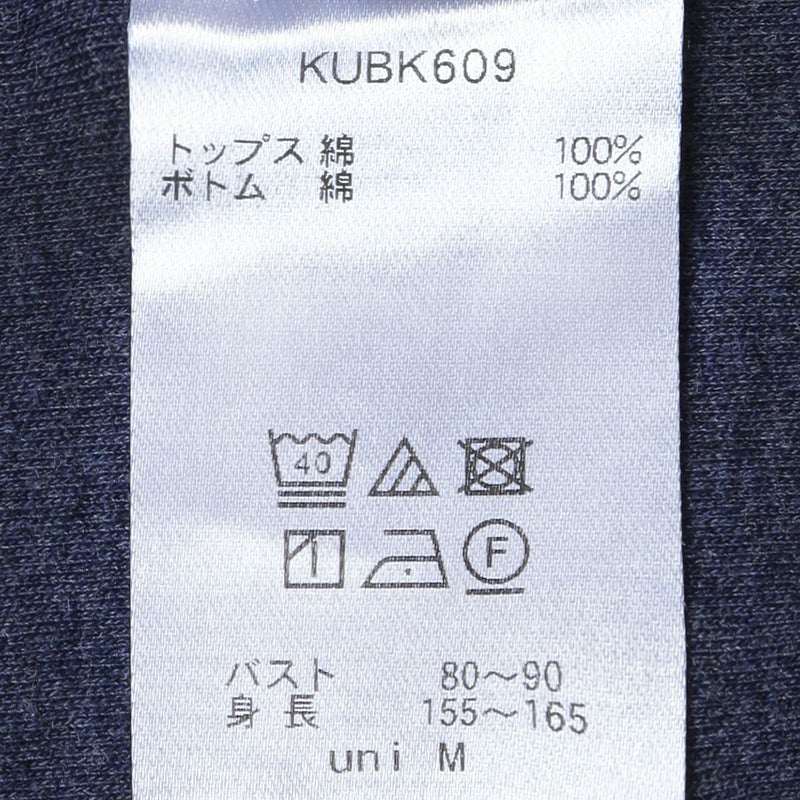 KUBK609
トップス 綿 100%
ボトム 綿 100%
40
F
バスト 80～90
身長 155～165
uni M